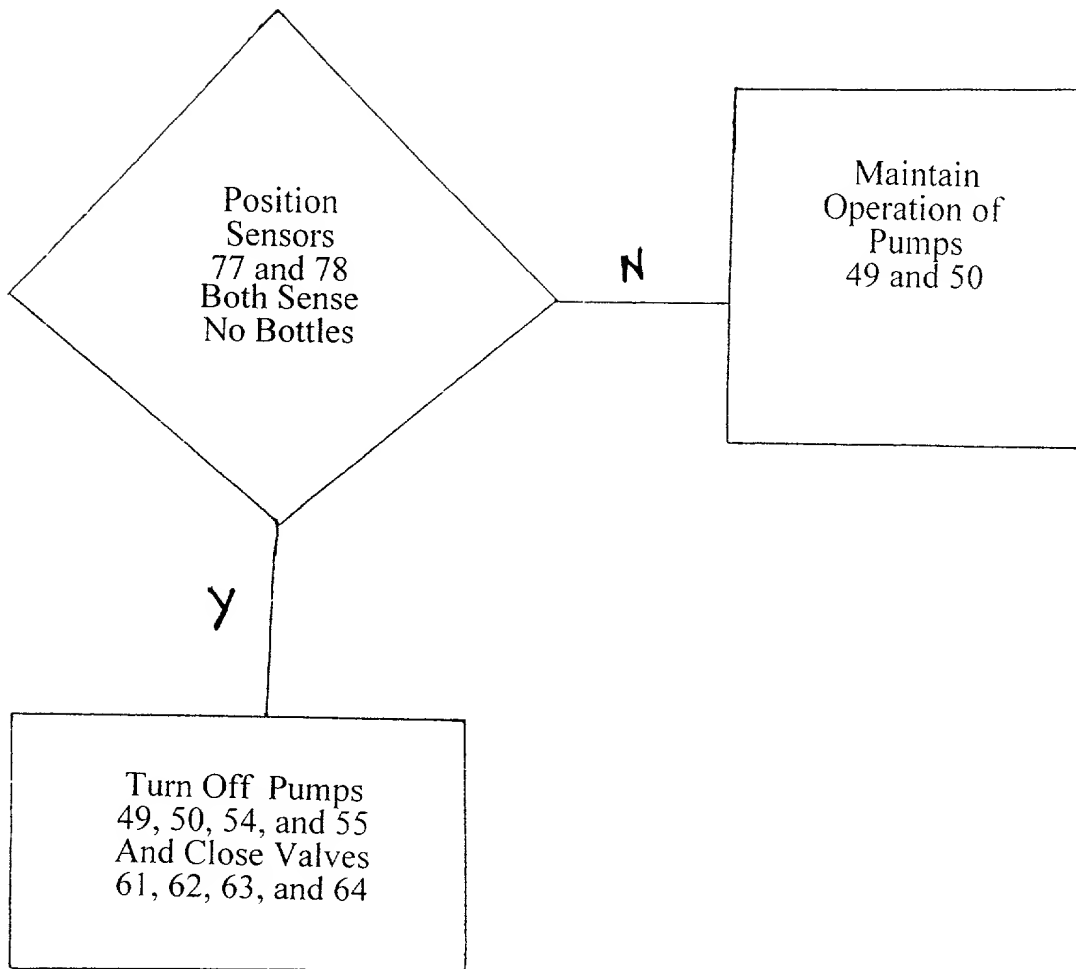 Position
Sensors
77 and 78
Both Sense
No Bottles
N
Maintain
Operation of
Pumps
49 and 50
Y
Turn Off Pumps
49, 50, 54, and 55
And Close Valves
61, 62, 63, and 64